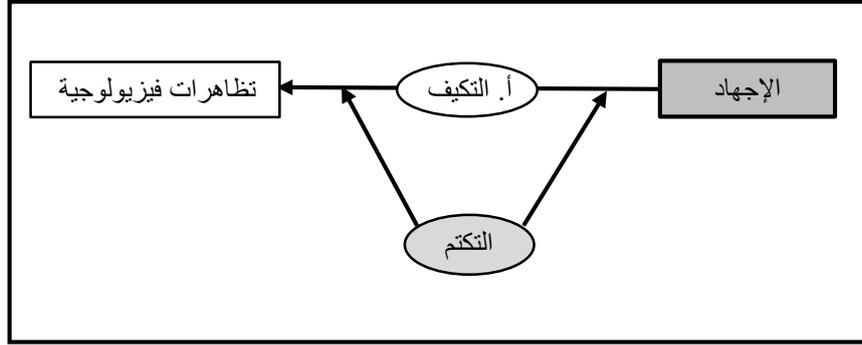 الإجهاد
أ. التكيف
تظاهرات فيزيولوجية
التكتم